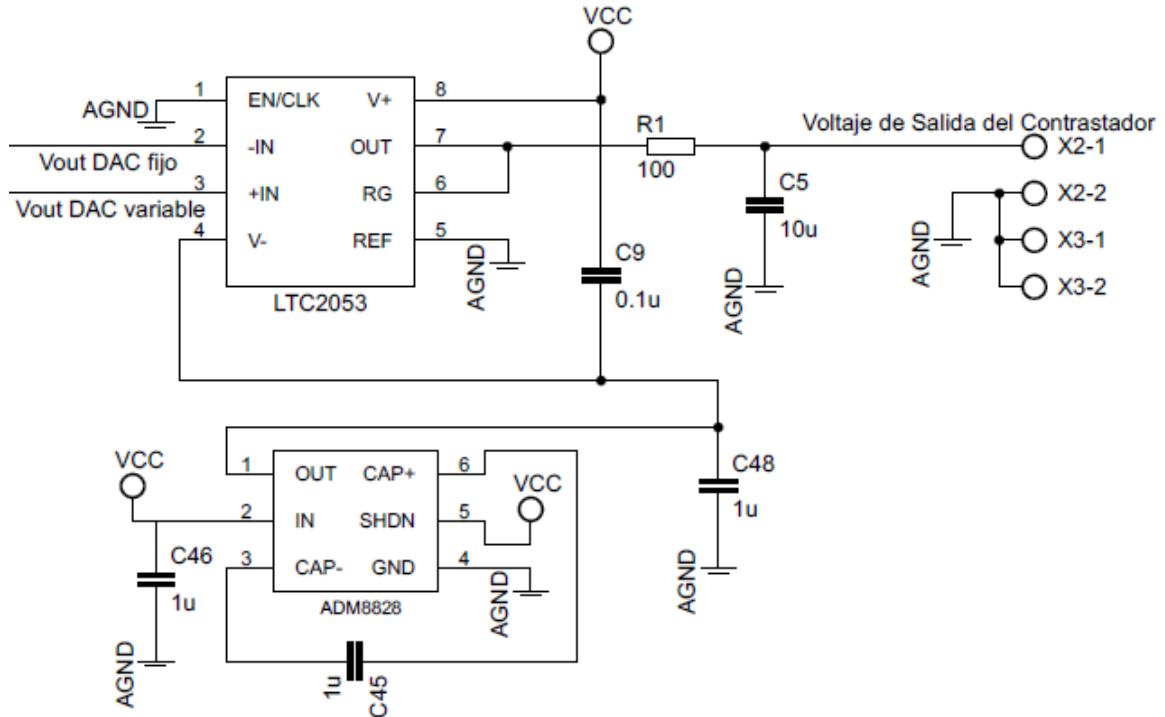 VCC
1 EN/CLK V+ 8
AGND
2 -IN OUT 7
Vout DAC fijo
3 +IN RG 6
Vout DAC variable
4 V- REF 5
AGND
LTC2053
R1
100
Voltaje de Salida del Contrastador
X2-1
X2-2
X3-1
X3-2
AGND
C5
10u
AGND
C9
0.1u
VCC
1 OUT CAP+ 6
VCC
2 IN SHDN 5
3 CAP- GND 4
AGND
ADM8828
C46
1u
AGND
1u
C45
C48
1u
AGND